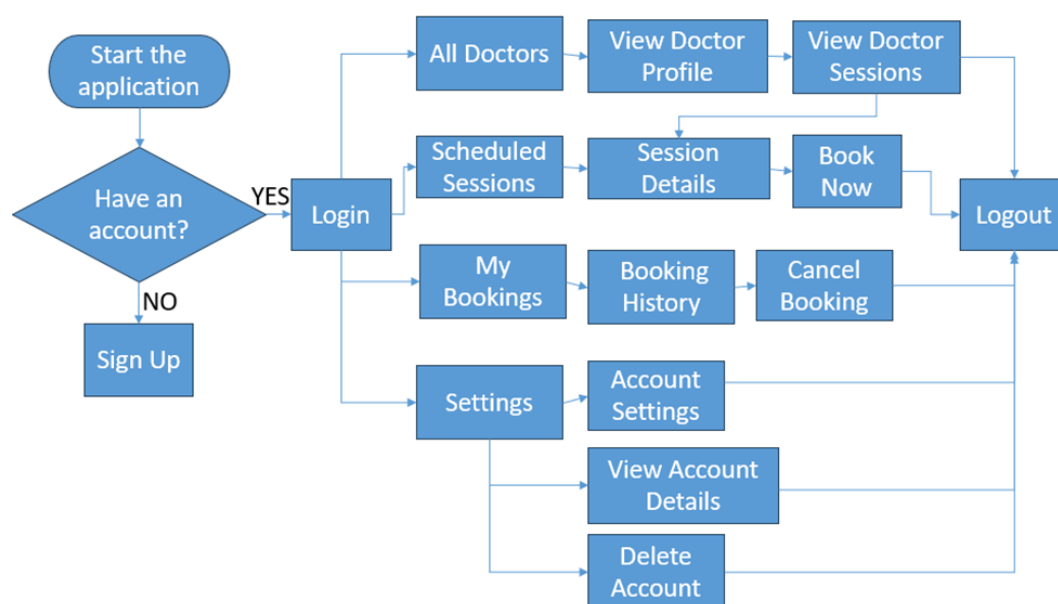 Start the
application
Have an
account?
YES
NO
Sign Up
Login
All Doctors
View Doctor
Profile
View Doctor
Sessions
Scheduled
Sessions
Session
Details
Book
Now
Logout
My
Bookings
Booking
History
Cancel
Booking
Settings
Account
Settings
View Account
Details
Delete
Account